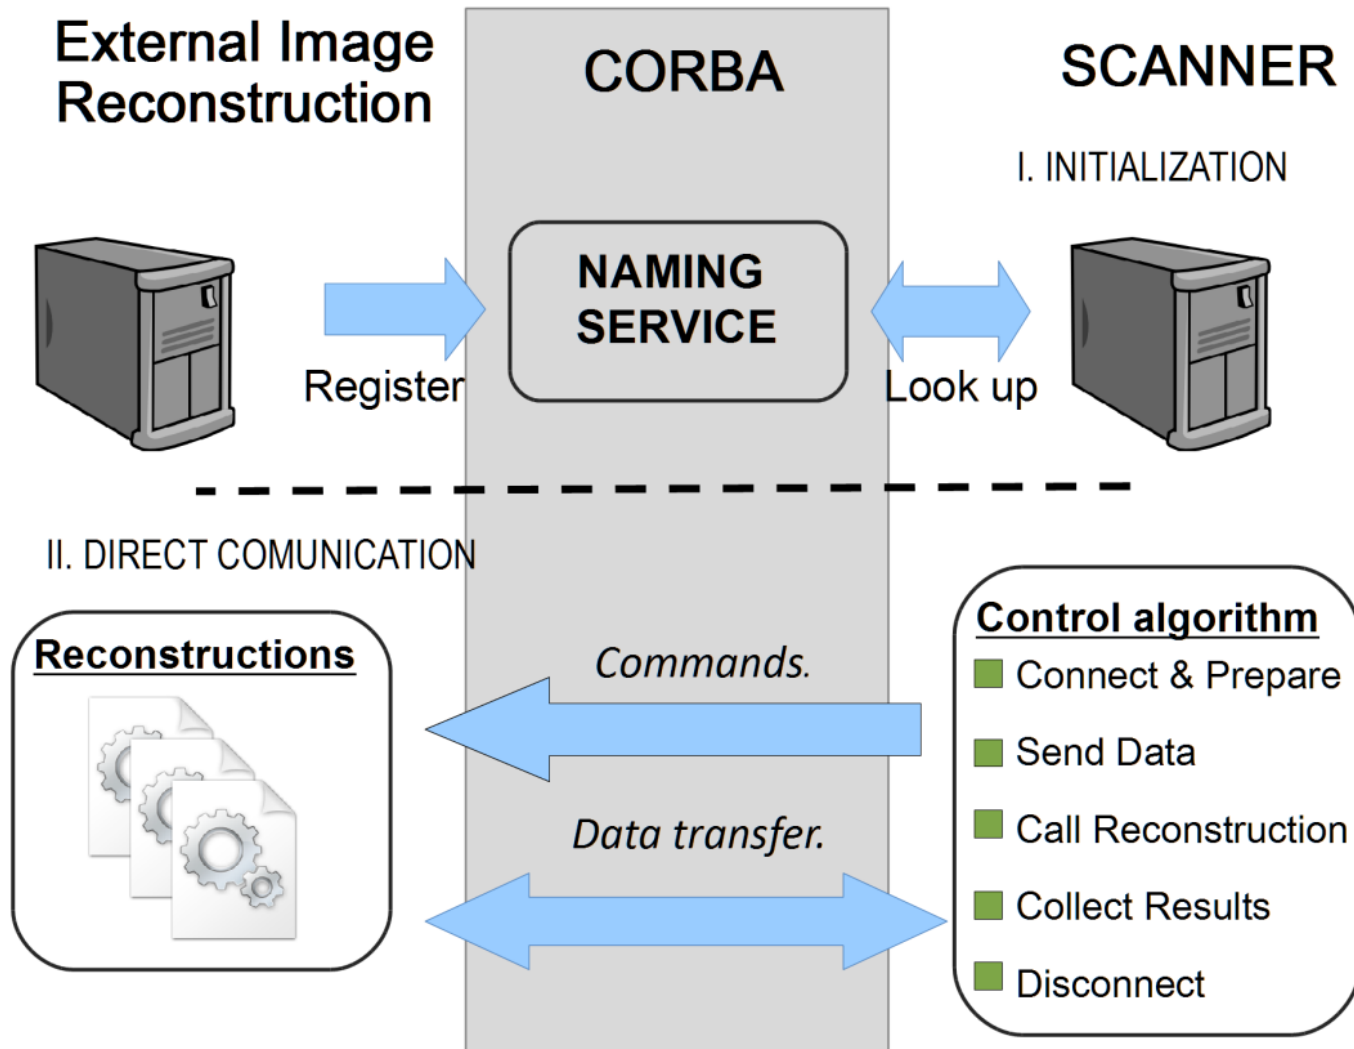 External Image
Reconstruction
CORBA
SCANNER
I. INITIALIZATION
NAMING
SERVICE
Register
Look up
II. DIRECT COMUNICATION
Reconstructions
Commands.
Data transfer.
Control algorithm
Connect & Prepare
Send Data
Call Reconstruction
Collect Results
Disconnect